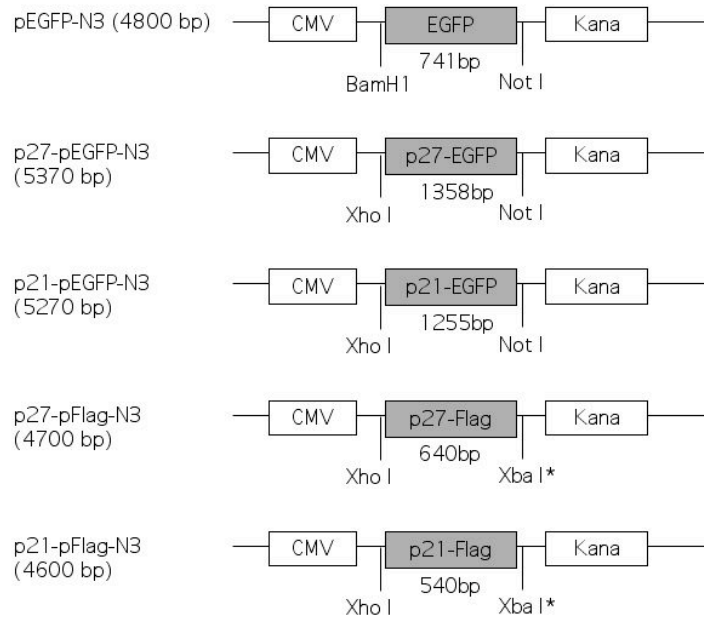 pEGFP-N3 (4800 bp)
CMV
EGFP
Kana
741bp
BamH1
Not I
p27-pEGFP-N3
(5370 bp)
CMV
p27-EGFP
Kana
1358bp
Xho I
Not I
p21-pEGFP-N3
(5270 bp)
CMV
p21-EGFP
Kana
1255bp
Xho I
Not I
p27-pFlag-N3
(4700 bp)
CMV
p27-Flag
Kana
640bp
Xho I
Xba I*
p21-pFlag-N3
(4600 bp)
CMV
p21-Flag
Kana
540bp
Xho I
Xba I*